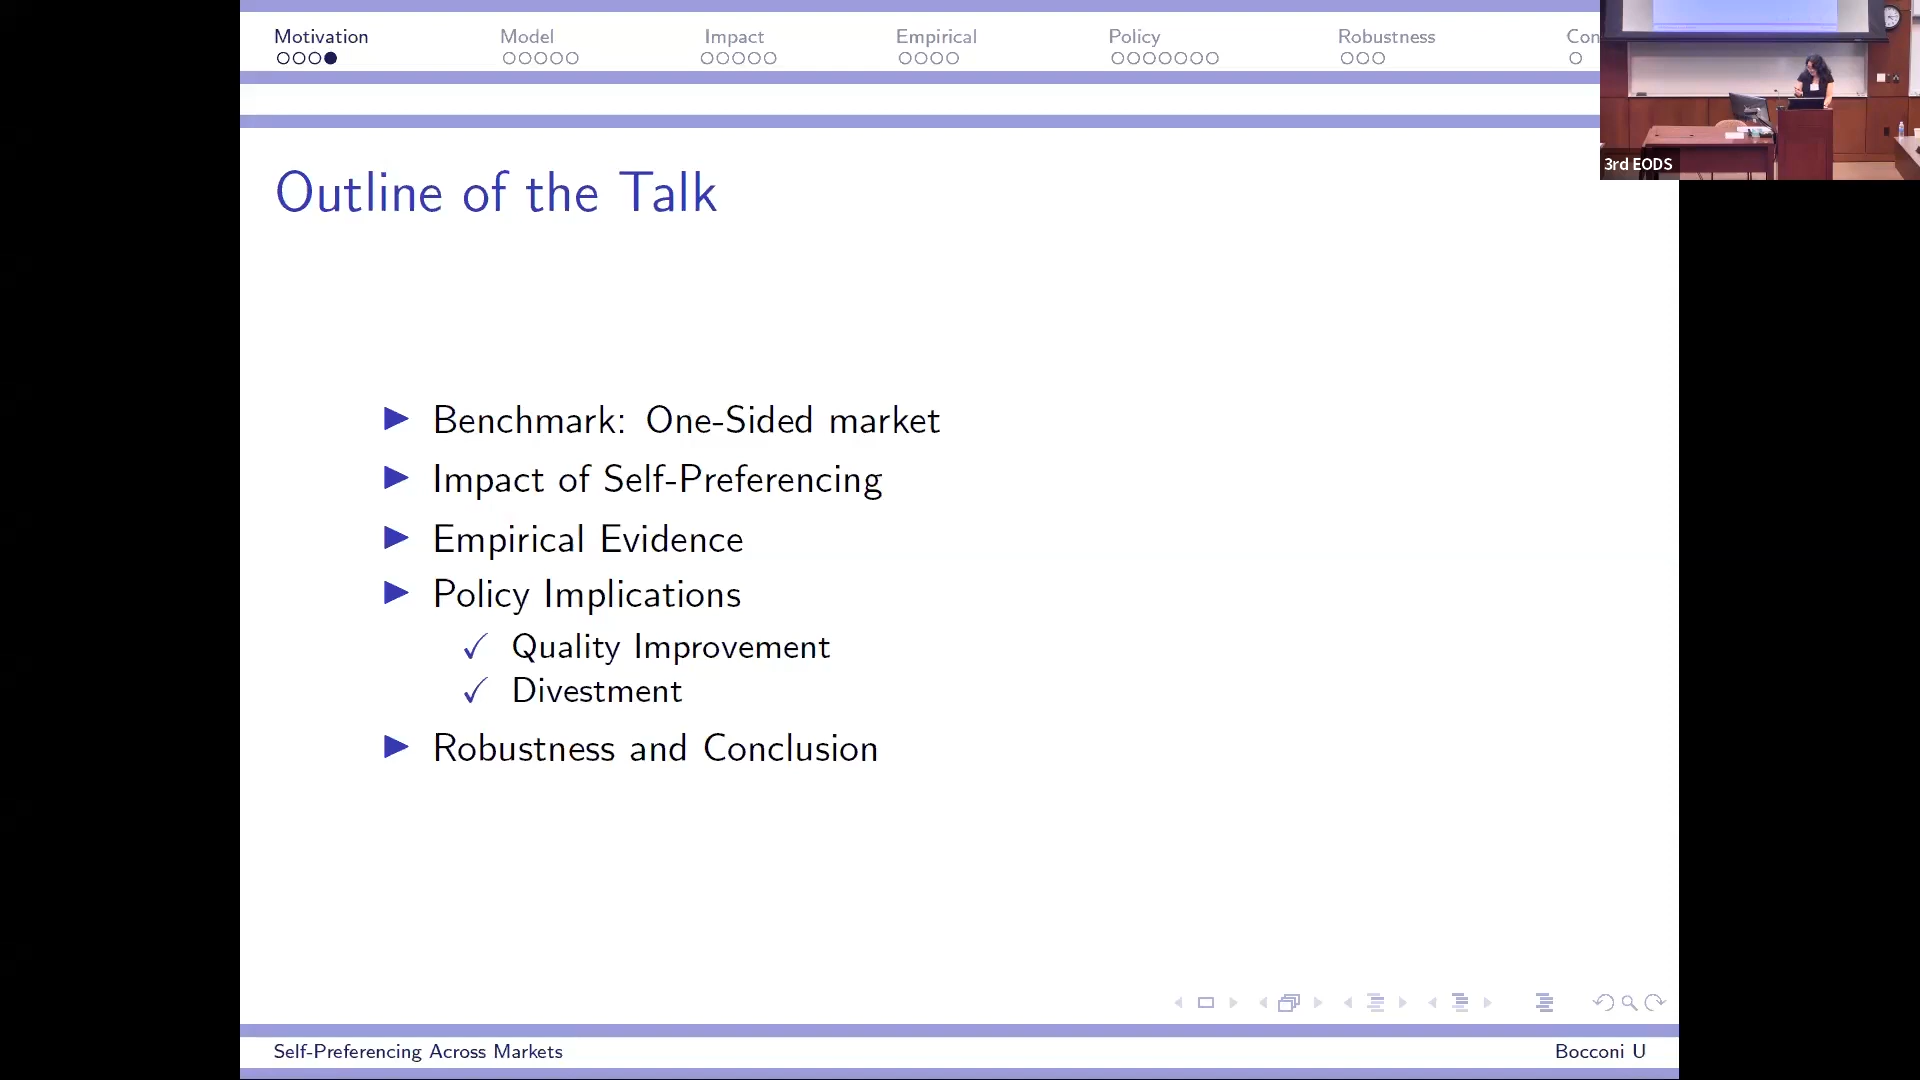 Motivation Model Impact Empirical Policy Robustness Con
3rd EODS
Outline of the Talk
Benchmark: One-Sided market
Impact of Self-Preferencing
Empirical Evidence
Policy Implications
Quality Improvement
Divestment
Robustness and Conclusion
Self-Preferencing Across Markets Bocconi U